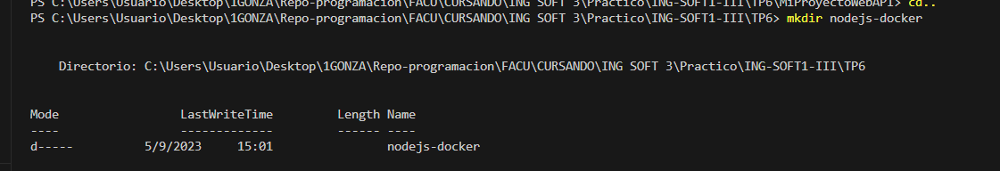 PS C:\Users\Usuario\Desktop\1GONZA\Repo-programacion\FACU\CURSANDO\ING SOFT 3\Practico\ING-SOFT1-III\TP6\MiProyectoWebAPI> cd..
PS C:\Users\Usuario\Desktop\1GONZA\Repo-programacion\FACU\CURSANDO\ING SOFT 3\Practico\ING-SOFT1-III\TP6> mkdir nodejs-docker
Directorio: C:\Users\Usuario\Desktop\1GONZA\Repo-programacion\FACU\CURSANDO\ING SOFT 3\Practico\ING-SOFT1-III\TP6
Mode LastWriteTime Length Name
---- ------------- ------ ----
d----- 5/9/2023 15:01 nodejs-docker